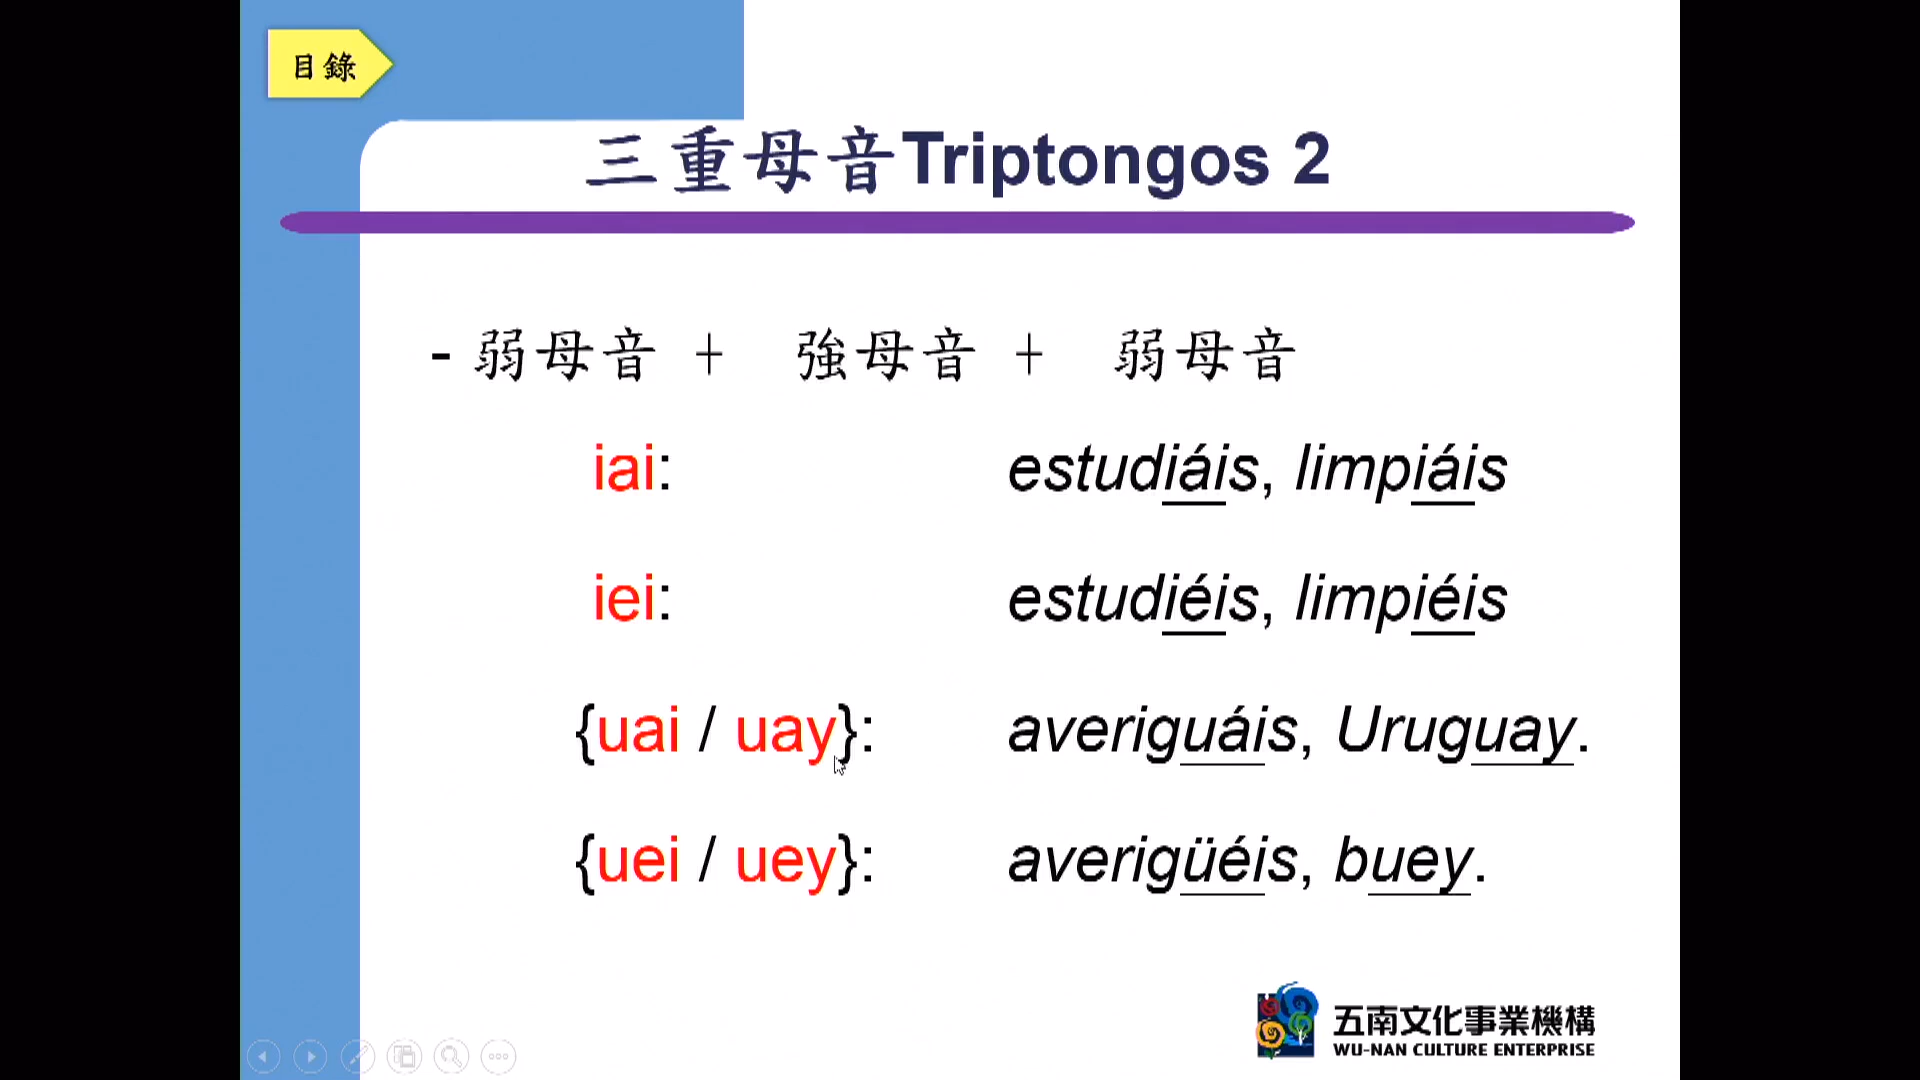 目錄
三重母音Triptongos 2
- 弱母音 + 強母音 + 弱母音
iai: estudiáis, limpiáis
iei: estudiéis, limpiéis
{uai / uay}: averiguáis, Uruguay.
{uei / uey}: averigüéis, buey.
五南文化事業機構
WU-NAN CULTURE ENTERPRISE